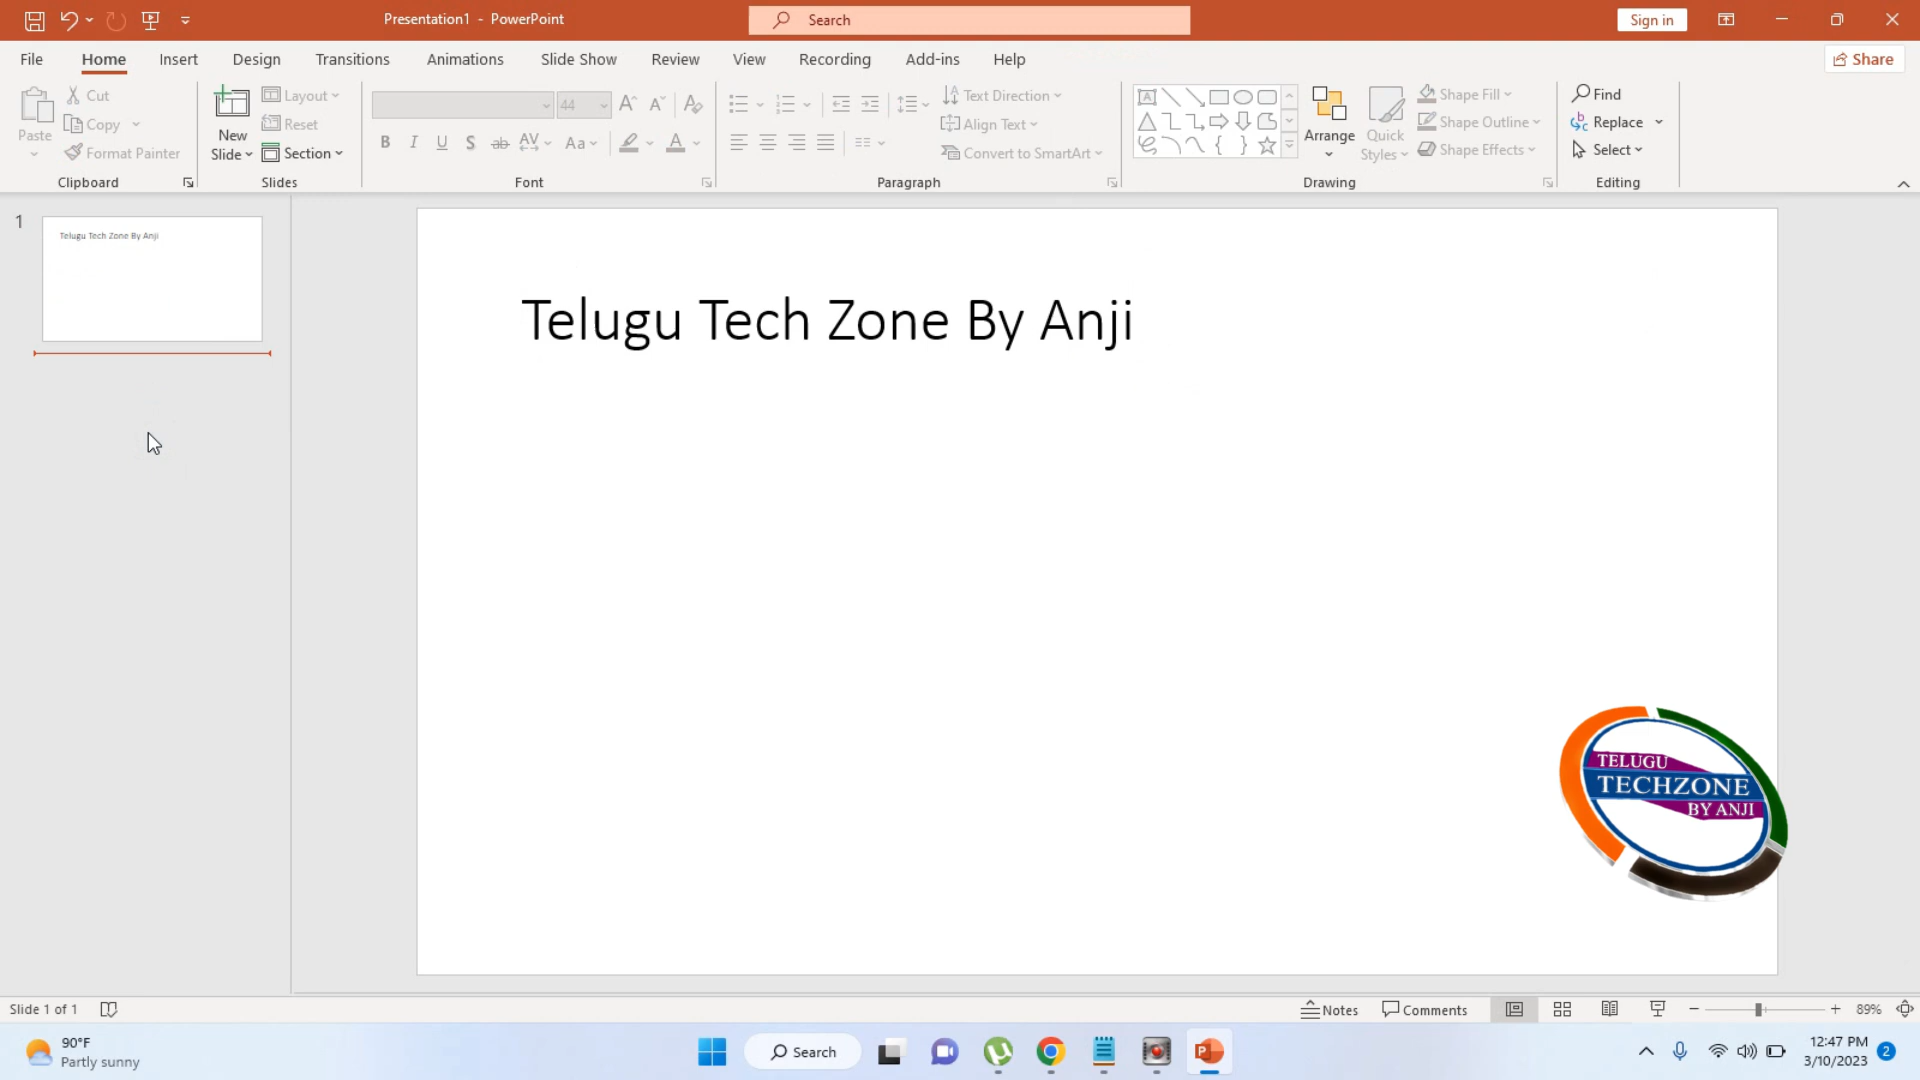 Presentation1 - PowerPoint
Search
Sign in
File Home Insert Design Transitions Animations Slide Show Review View Recording Add-ins Help
Share
Paste
Cut
Copy
Format Painter
Clipboard
New Slide
Layout
Reset
Section
Slides
44
B I U S ab AV Aa A
Font
Text Direction
Align Text
Convert to SmartArt
Paragraph
Arrange
Quick Styles
Shape Fill
Shape Outline
Shape Effects
Drawing
Find
Replace
Select
Editing
1
Telugu Tech Zone By Anji
Telugu Tech Zone By Anji
TELUGU
TECHZONE
BY ANJI
Slide 1 of 1
Notes
Comments
89%
90°F
Partly sunny
Search
12:47 PM
3/10/2023
2